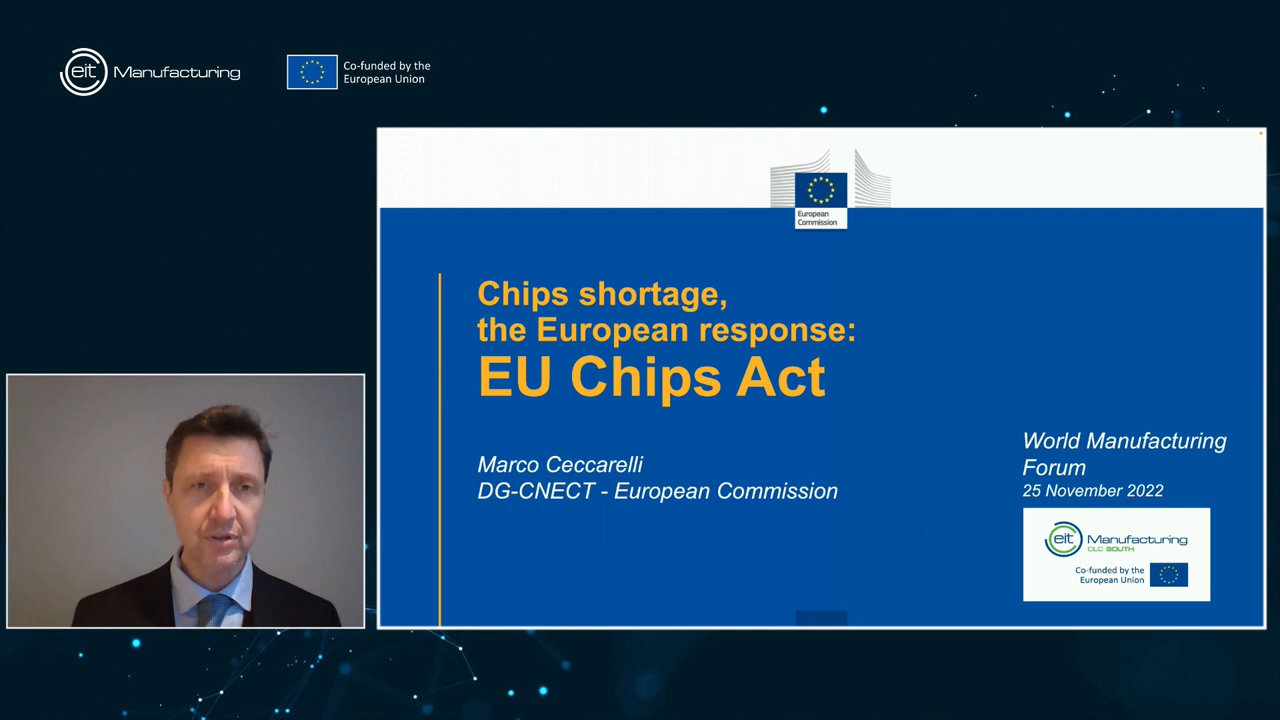 eit Manufacturing
Co-funded by the
European Union
European
Commission
Chips shortage,
the European response:
EU Chips Act
Marco Ceccarelli
DG-CNECT - European Commission
World Manufacturing
Forum
25 November 2022
eit Manufacturing
CLC SOUTH
Co-funded by the
European Union